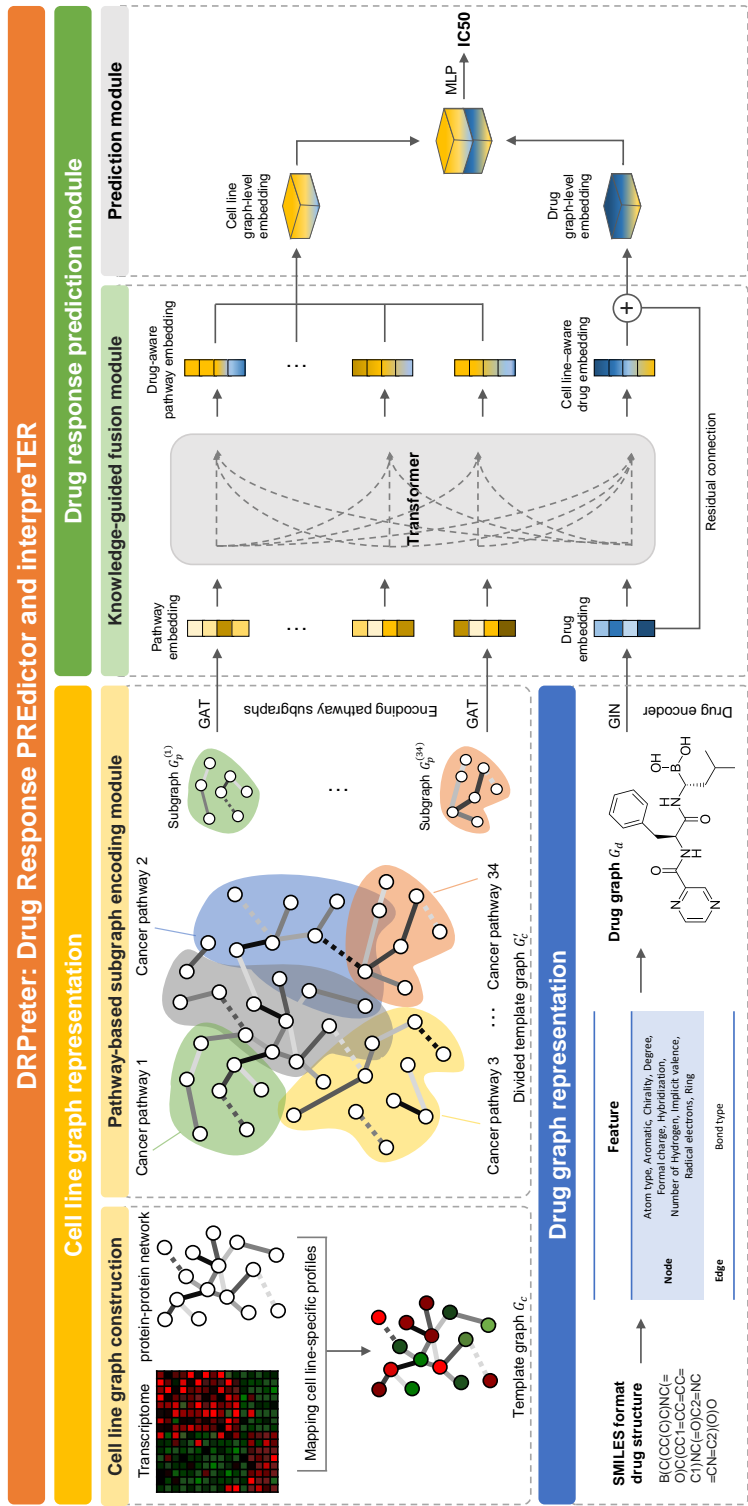 DRPreter: Drug Response PREdictor and interpreTER
Cell line graph representation
Drug response prediction module
Cell line graph construction
Pathway-based subgraph encoding module
Knowledge-guided fusion module
Prediction module
Transcriptome
protein-protein network
Mapping cell line-specific profiles
Template graph G_c
Cancer pathway 1
Cancer pathway 2
Cancer pathway 3
...
Cancer pathway 34
Divided template graph G'_c
Subgraph G_p^(1)
...
Subgraph G_p^(34)
GAT
Encoding pathway subgraphs
GAT
Pathway
embedding
...
Transformer
Drug-aware
pathway embedding
...
Cell line
graph-level
embedding
MLP
IC50
Drug
graph-level
embedding
Drug
embedding
Cell line–aware
drug embedding
+
Residual connection
Drug graph representation
SMILES format
drug structure
B(C(CC(C)C)NC(=
O)C(CC1=CC=CC=
C1)NC(=O)C2=NC
=CN=C2)(O)O
Feature
Node
Atom type, Aromatic, Chirality, Degree,
Formal charge, Hybridization,
Number of Hydrogen, Implicit valence,
Radical electrons, Ring
Edge
Bond type
Drug graph G_d
N
N
O
N
H
O
H
N
B
OH
OH
GIN
Drug encoder